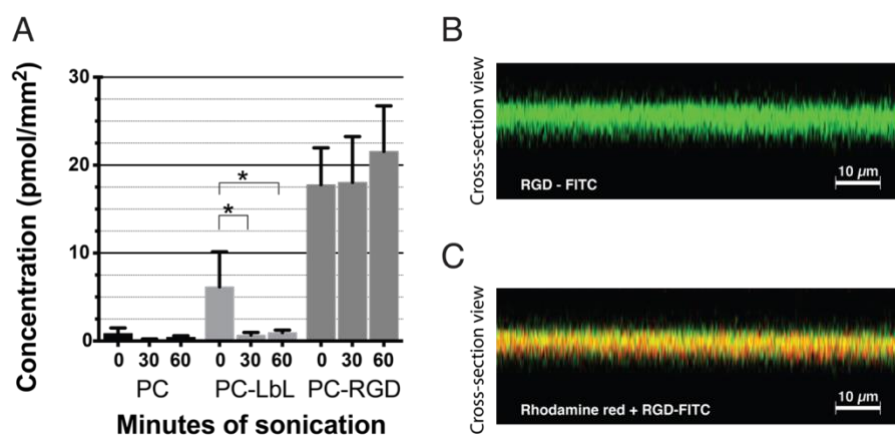 A
Concentration (pmol/mm²)
30
20
10
0
*
*
0 30 60 0 30 60 0 30 60
PC PC-LbL PC-RGD
Minutes of sonication
B
Cross-section view
RGD - FITC
10 µm
C
Cross-section view
Rhodamine red + RGD-FITC
10 µm